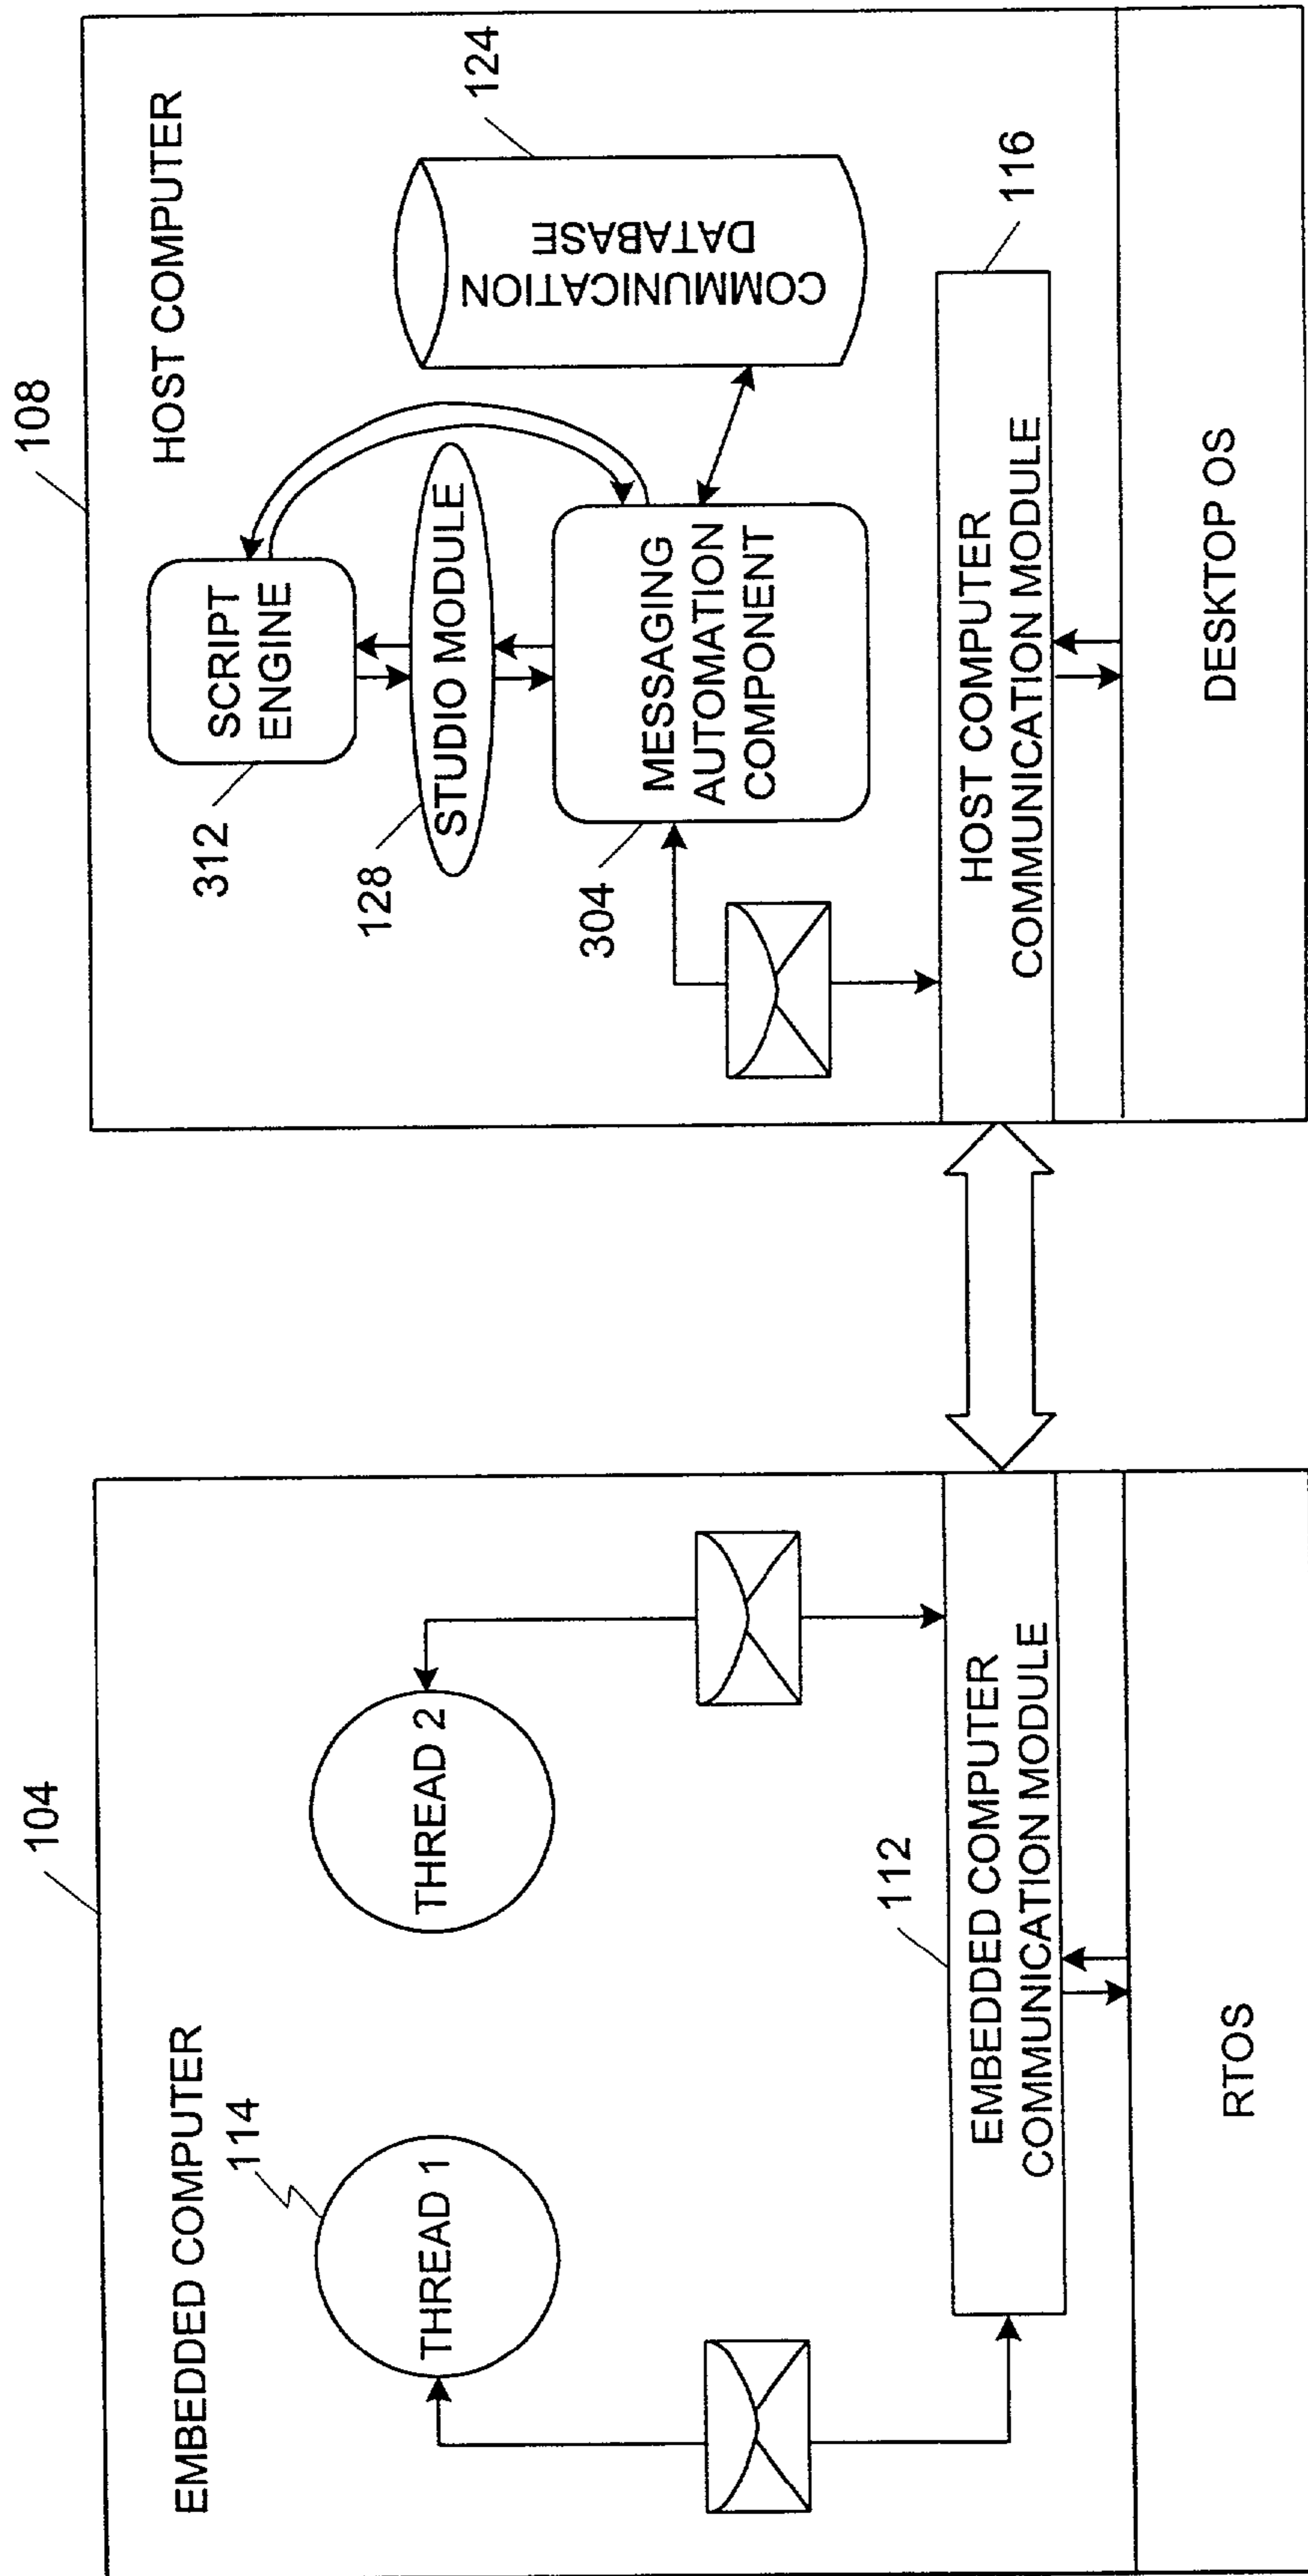 104
EMBEDDED COMPUTER
114
THREAD 1
THREAD 2
112
EMBEDDED COMPUTER
COMMUNICATION MODULE
RTOS
108
HOST COMPUTER
312
SCRIPT
ENGINE
128
STUDIO MODULE
304
MESSAGING
AUTOMATION
COMPONENT
COMMUNICATION
DATABASE
124
116
HOST COMPUTER
COMMUNICATION MODULE
DESKTOP OS